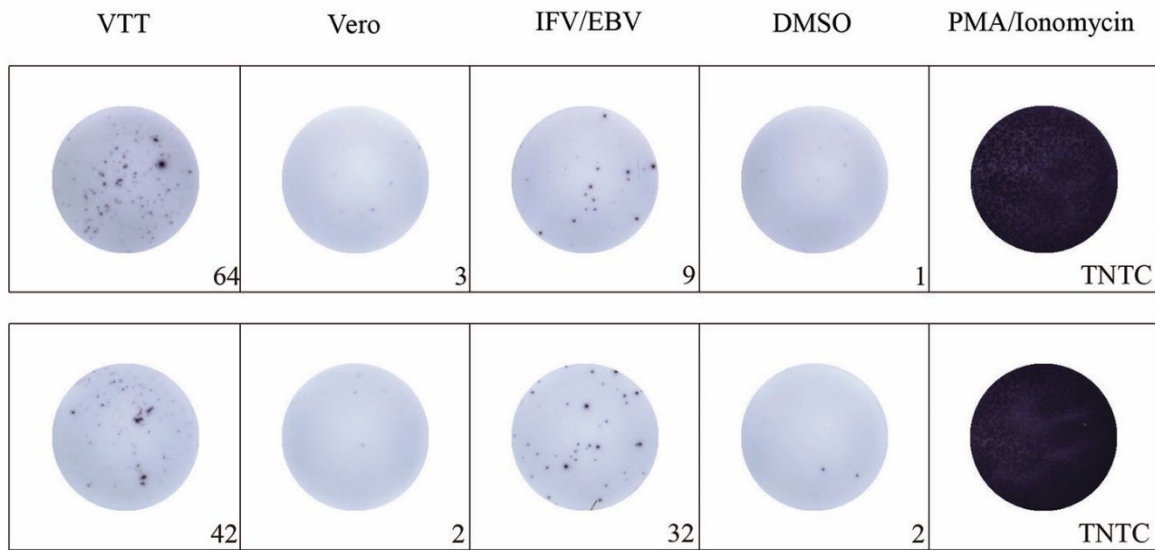 VTT Vero IFV/EBV DMSO PMA/Ionomycin
64 3 9 1 TNTC
42 2 32 2 TNTC